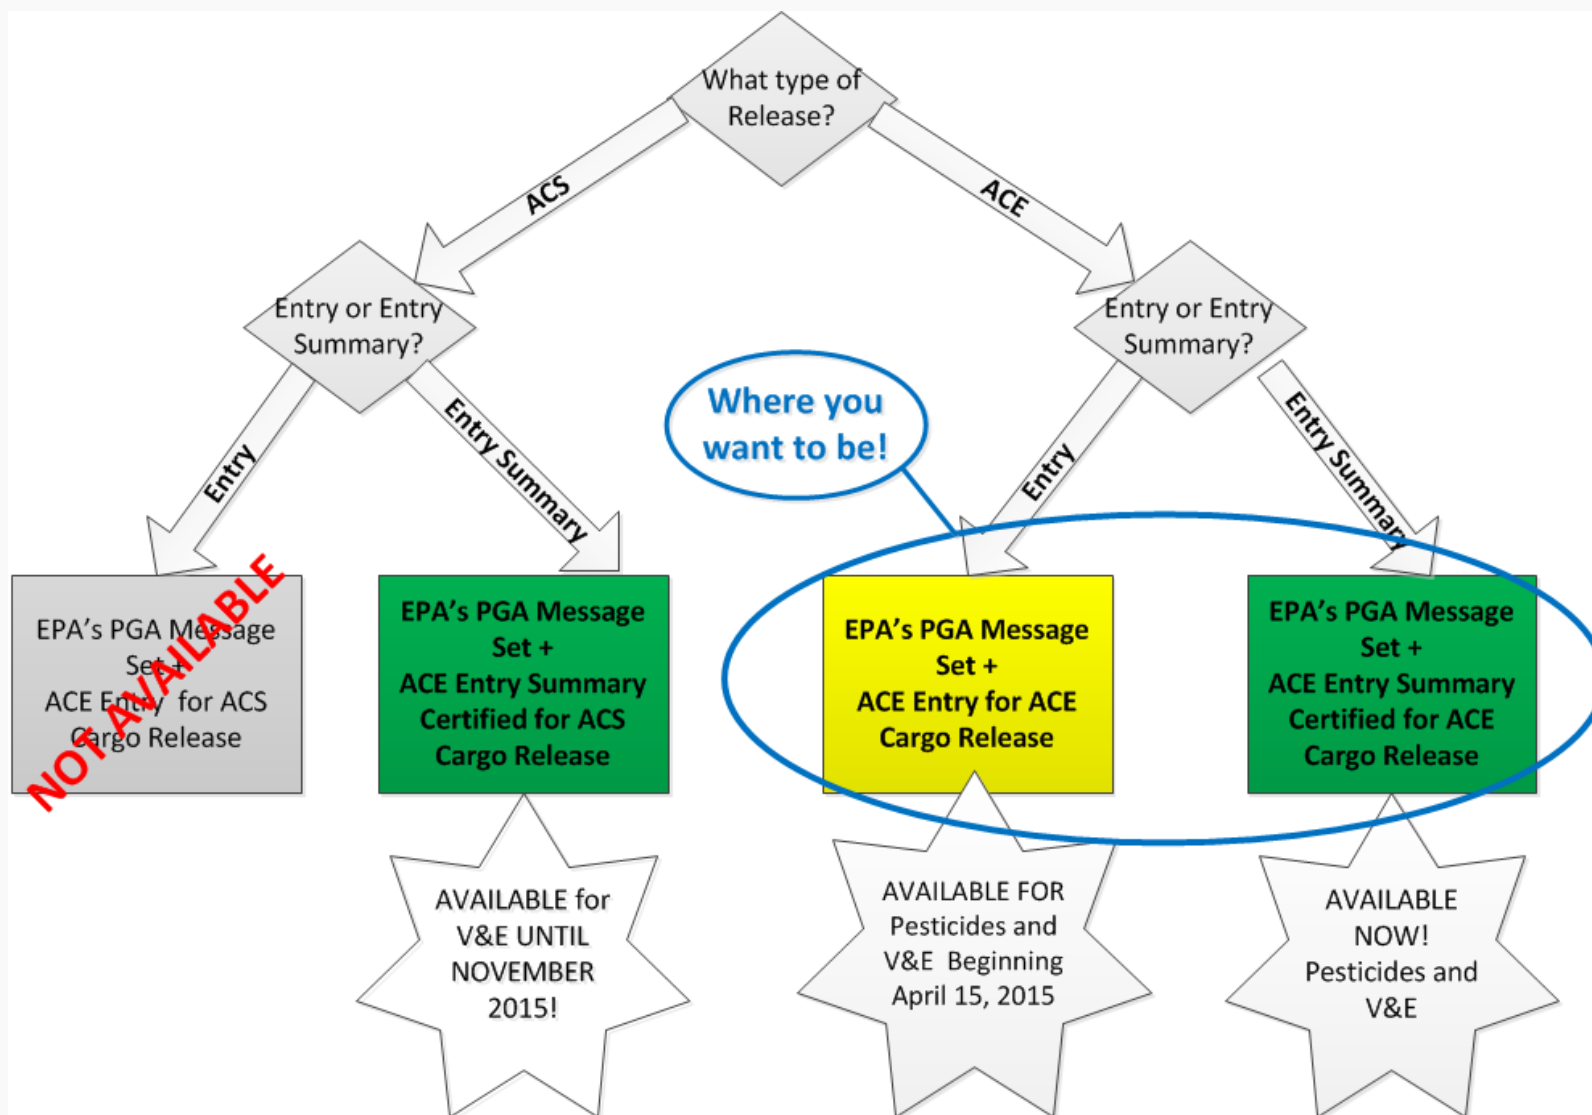 What type of
Release?
ACS
ACE
Entry or Entry
Summary?
Entry or Entry
Summary?
Where you
want to be!
Entry
Entry Summary
Entry
Entry Summary
EPA's PGA Message
Set +
ACE Entry for ACS
Cargo Release
NOT AVAILABLE
EPA's PGA Message
Set +
ACE Entry Summary
Certified for ACS
Cargo Release
EPA's PGA Message
Set +
ACE Entry for ACE
Cargo Release
EPA's PGA Message
Set +
ACE Entry Summary
Certified for ACE
Cargo Release
AVAILABLE for
V&E UNTIL
NOVEMBER
2015!
AVAILABLE FOR
Pesticides and
V&E Beginning
April 15, 2015
AVAILABLE
NOW!
Pesticides and
V&E